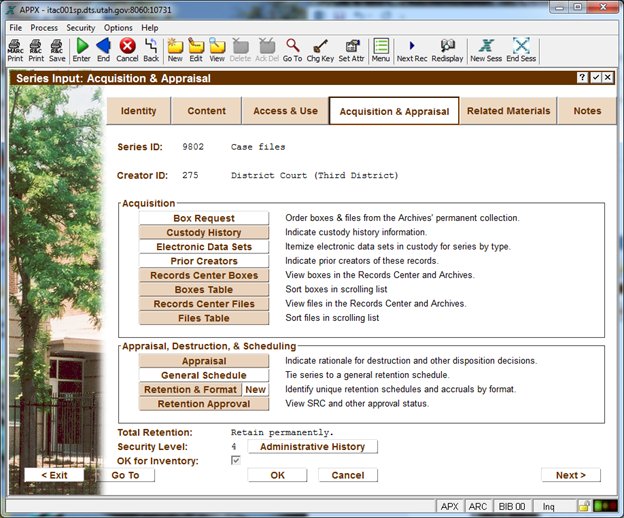 APPX - itac001sp.dts.utah.gov:8060:10731
File Process Security Options Help
Print Print Save Enter End Cancel Back New Edit View Delete Ack Del Go To Chg Key Set Attr Menu Next Rec Redisplay New Sess End Sess
Series Input: Acquisition & Appraisal
Identity Content Access & Use Acquisition & Appraisal Related Materials Notes
Series ID: 9802 Case files
Creator ID: 275 District Court (Third District)
Acquisition
Box Request Order boxes & files from the Archives' permanent collection.
Custody History Indicate custody history information.
Electronic Data Sets Itemize electronic data sets in custody for series by type.
Prior Creators Indicate prior creators of these records.
Records Center Boxes View boxes in the Records Center and Archives.
Boxes Table Sort boxes in scrolling list
Records Center Files View files in the Records Center and Archives.
Files Table Sort files in scrolling list
Appraisal, Destruction, & Scheduling
Appraisal Indicate rationale for destruction and other disposition decisions.
General Schedule Tie series to a general retention schedule.
Retention & Format New Identify unique retention schedules and accruals by format.
Retention Approval View SRC and other approval status.
Total Retention: Retain permanently.
Security Level: 4 Administrative History
OK for Inventory:
< Exit Go To OK Cancel Next >
APX ARC BIB 00 Inq